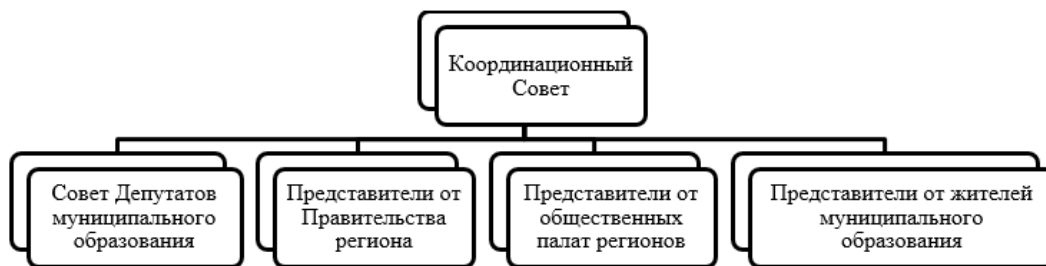 Координационный
Совет
Совет Депутатов
муниципального
образования
Представители от
Правительства
региона
Представители от
общественных
палат регионов
Представители от жителей
муниципального
образования